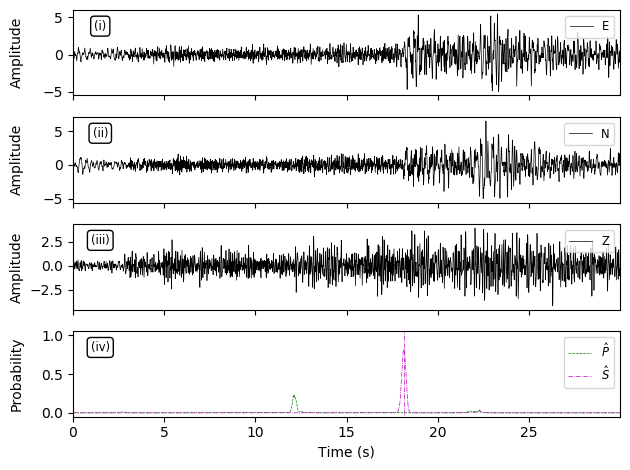 (i)
E
Amplitude
5
0
−5
(ii)
N
Amplitude
5
0
−5
(iii)
Z
Amplitude
2.5
0.0
−2.5
(iv)
P̂
Ŝ
Probability
1.0
0.5
0.0
0 5 10 15 20 25
Time (s)